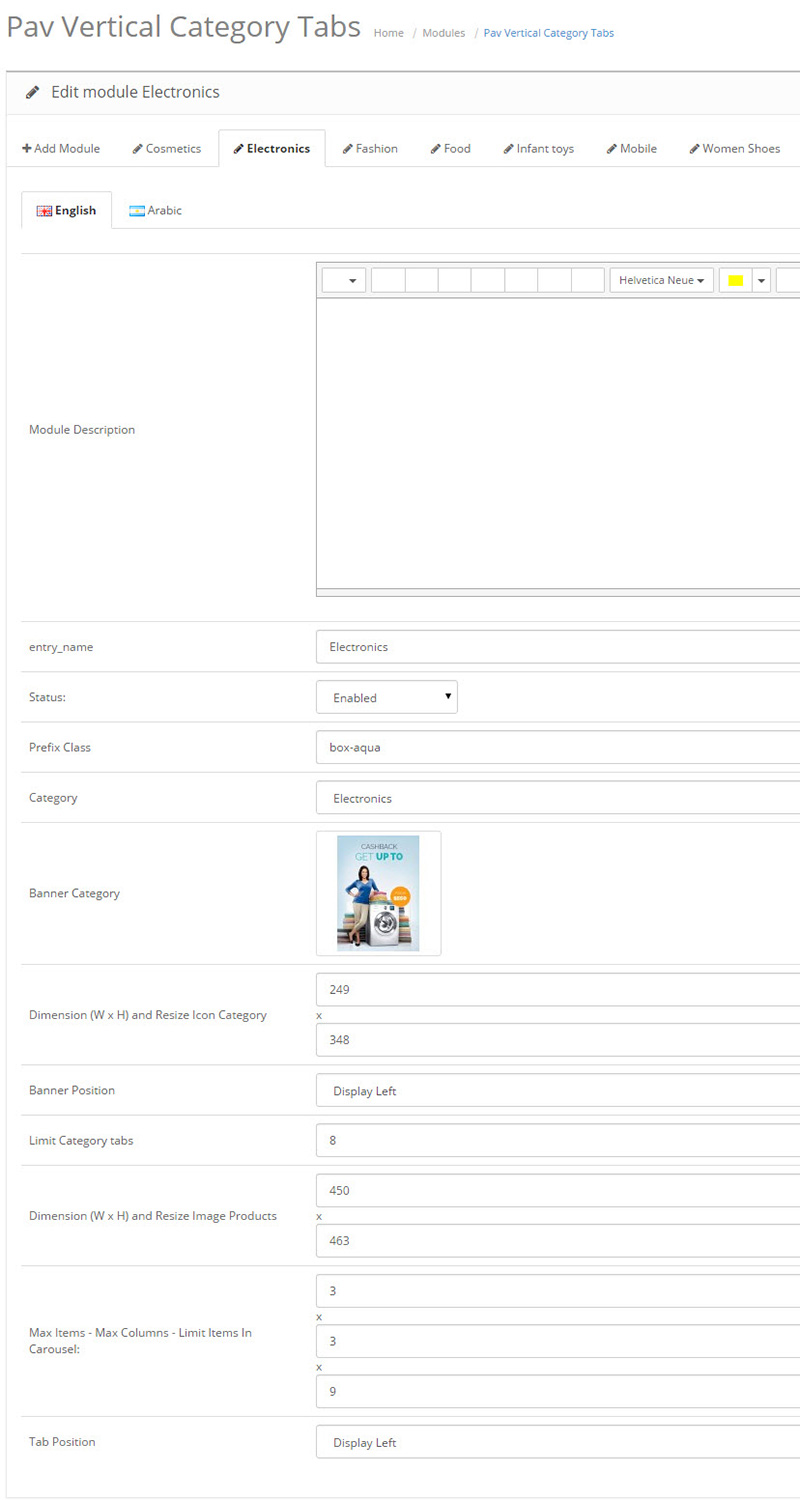 Pav Vertical Category Tabs Home / Modules / Pav Vertical Category Tabs
Edit module Electronics
Add Module Cosmetics Electronics Fashion Food Infant toys Mobile Women Shoes
English Arabic
Helvetica Neue
Module Description
entry_name Electronics
Status: Enabled
Prefix Class box-aqua
Category Electronics
CASHBACK
GET UP TO
$500
Banner Category
249
Dimension (W x H) and Resize Icon Category x
348
Banner Position Display Left
Limit Category tabs 8
450
Dimension (W x H) and Resize Image Products x
463
3
x
Max Items - Max Columns - Limit Items In
Carousel:
3
x
9
Tab Position Display Left